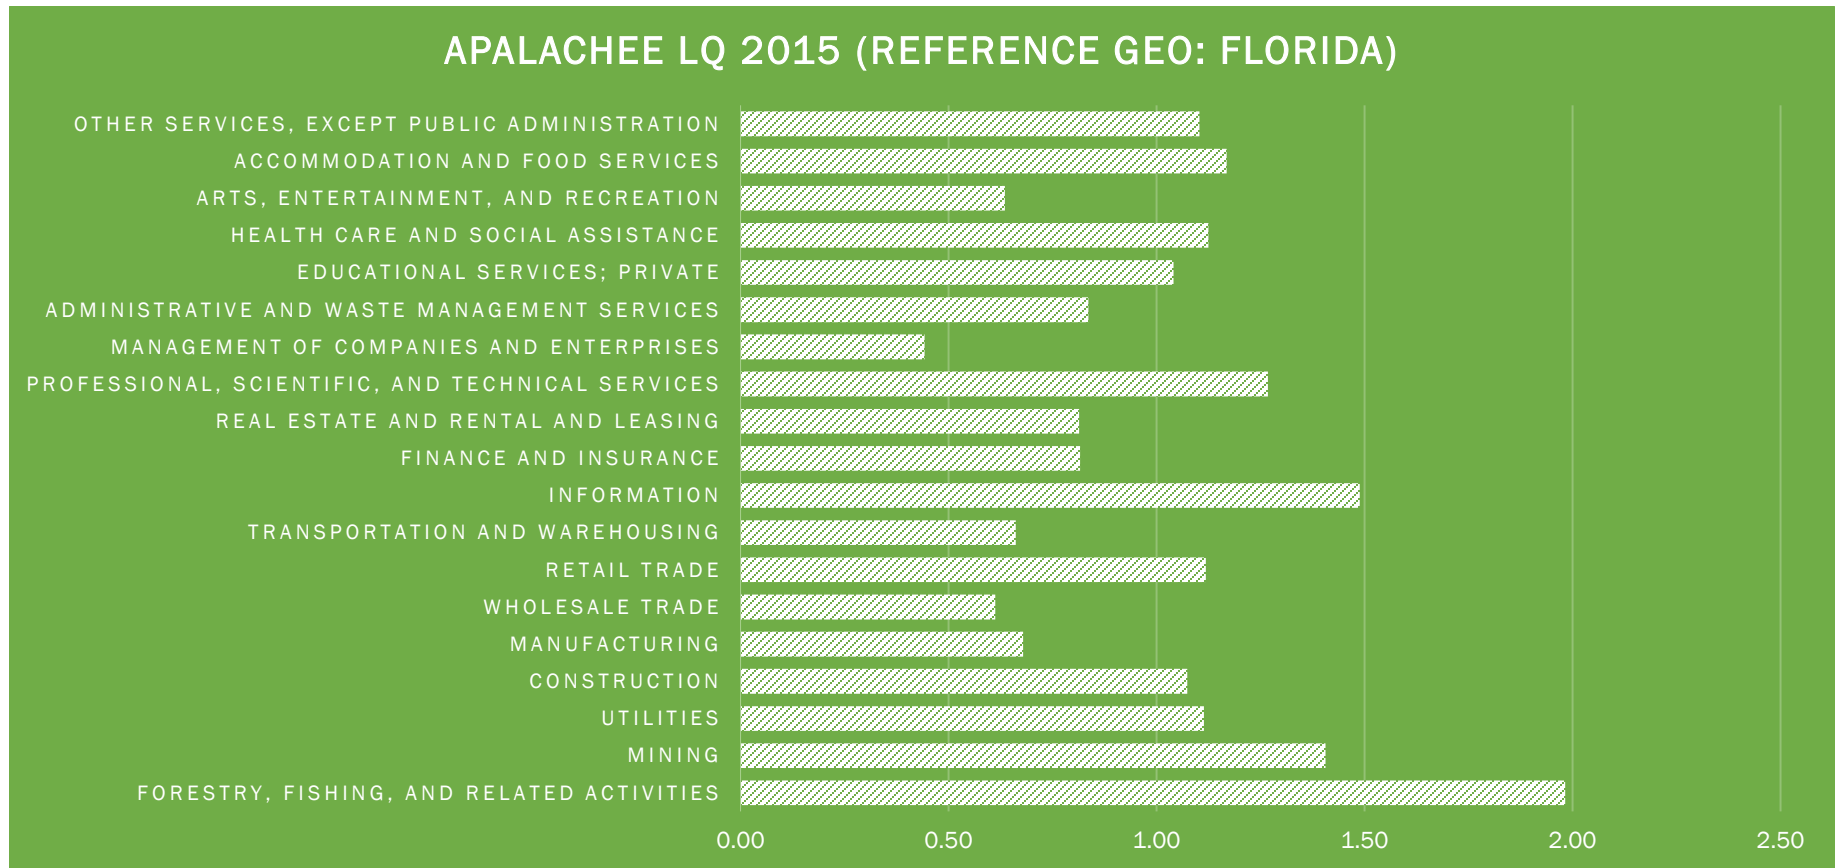 APALACHEE LQ 2015 (REFERENCE GEO: FLORIDA)
OTHER SERVICES, EXCEPT PUBLIC ADMINISTRATION
ACCOMMODATION AND FOOD SERVICES
ARTS, ENTERTAINMENT, AND RECREATION
HEALTH CARE AND SOCIAL ASSISTANCE
EDUCATIONAL SERVICES; PRIVATE
ADMINISTRATIVE AND WASTE MANAGEMENT SERVICES
MANAGEMENT OF COMPANIES AND ENTERPRISES
PROFESSIONAL, SCIENTIFIC, AND TECHNICAL SERVICES
REAL ESTATE AND RENTAL AND LEASING
FINANCE AND INSURANCE
INFORMATION
TRANSPORTATION AND WAREHOUSING
RETAIL TRADE
WHOLESALE TRADE
MANUFACTURING
CONSTRUCTION
UTILITIES
MINING
FORESTRY, FISHING, AND RELATED ACTIVITIES
0.00 0.50 1.00 1.50 2.00 2.50